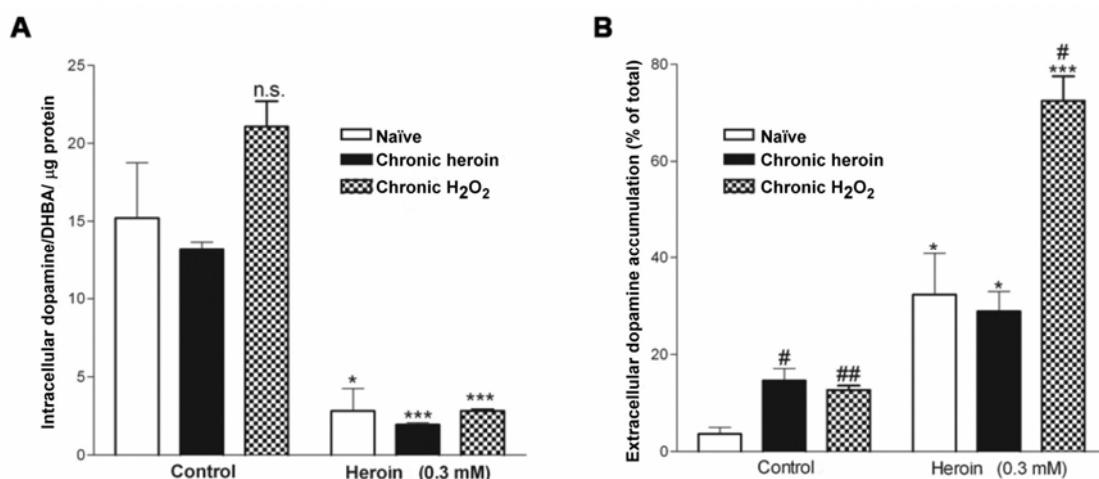 A
Intracellular dopamine/DHBA/ μg protein
25
20
15
10
5
0
n.s.
Naïve
Chronic heroin
Chronic H₂O₂
*
***
***
Control
Heroin (0.3 mM)
B
Extracellular dopamine accumulation (% of total)
80
60
40
20
0
Naïve
Chronic heroin
Chronic H₂O₂
#
##
*
*
#
***
Control
Heroin (0.3 mM)